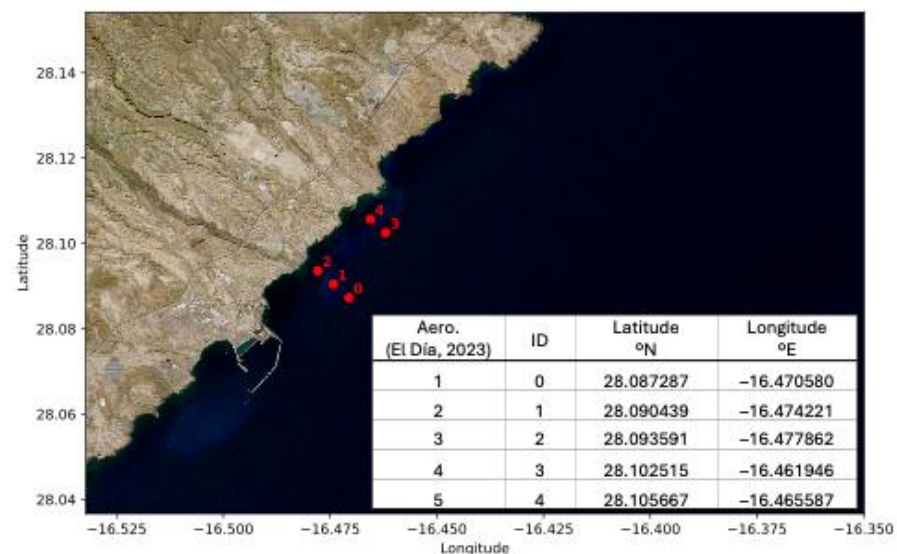 28.14
28.12
28.10
28.08
28.06
28.04
Latitude
4
3
2
1
0
Aero. (El Día, 2023) ID Latitude ºN Longitude ºE
1 0 28.087287 −16.470580
2 1 28.090439 −16.474221
3 2 28.093591 −16.477862
4 3 28.102515 −16.461946
5 4 28.105667 −16.465587
−16.525 −16.500 −16.475 −16.450 −16.425 −16.400 −16.375 −16.350
Longitude